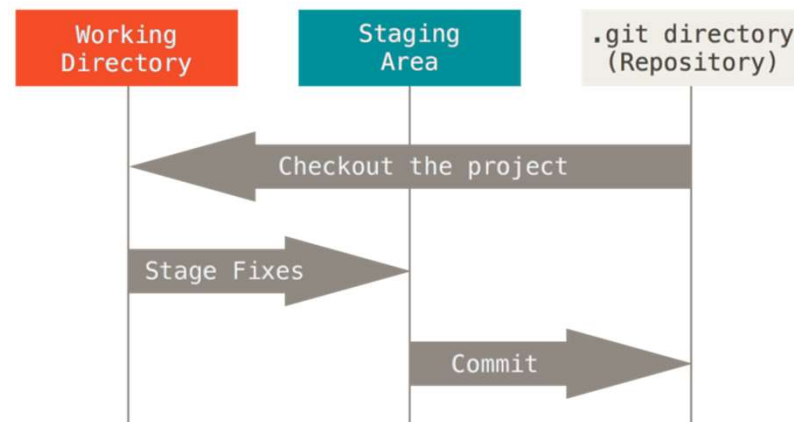 Working
Directory
Staging
Area
.git directory
(Repository)
Checkout the project
Stage Fixes
Commit